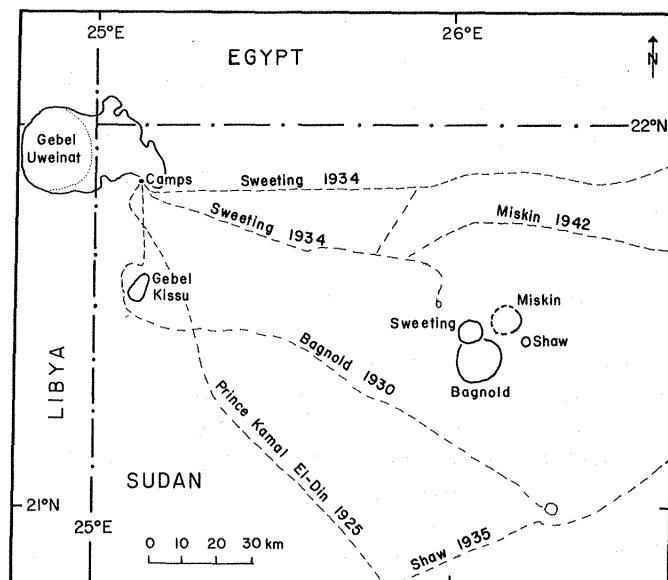 25°E
26°E
EGYPT
N
22°N
Gebel
Uweinat
Camps
Sweeting 1934
Sweeting 1934
Miskin 1942
Gebel
Kissu
Miskin
Sweeting
Shaw
Bagnold
Bagnold 1930
LIBYA
Prince Kamal El-Din 1925
SUDAN
21°N
25°E
0 10 20 30 km
Shaw 1935